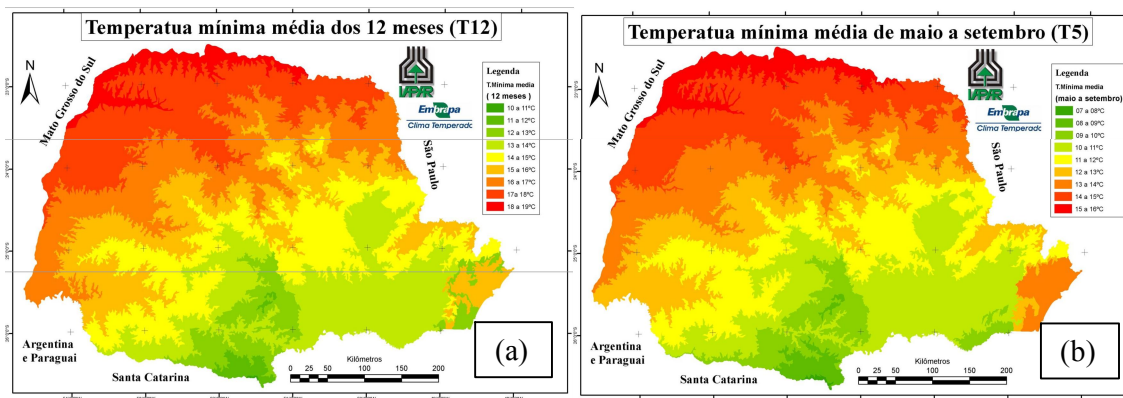 Temperatua mínima média dos 12 meses (T12)
N
Mato Grosso do Sul
São Paulo
Argentina
e Paraguai
Santa Catarina
IAPAR
Embrapa
Clima Temperado
Legenda
T.Mínima media
( 12 meses )
10 a 11ºC
11 a 12ºC
12 a 13ºC
13 a 14ºC
14 a 15ºC
15 a 16ºC
16 a 17ºC
17a 18ºC
18 a 19ºC
Quilômetros
0 25 50 100 150 200
(a)
Temperatua mínima média de maio a setembro (T5)
N
Mato Grosso do Sul
São Paulo
Argentina
e Paraguai
Santa Catarina
IAPAR
Embrapa
Clima Temperado
Legenda
T.Mínima media
(maio a setembro)
07 a 08ºC
08 a 09ºC
09 a 10ºC
10 a 11ºC
11 a 12ºC
12 a 13ºC
13 a 14ºC
14 a 15ºC
15 a 16ºC
Quilômetros
0 25 50 100 150 200
(b)